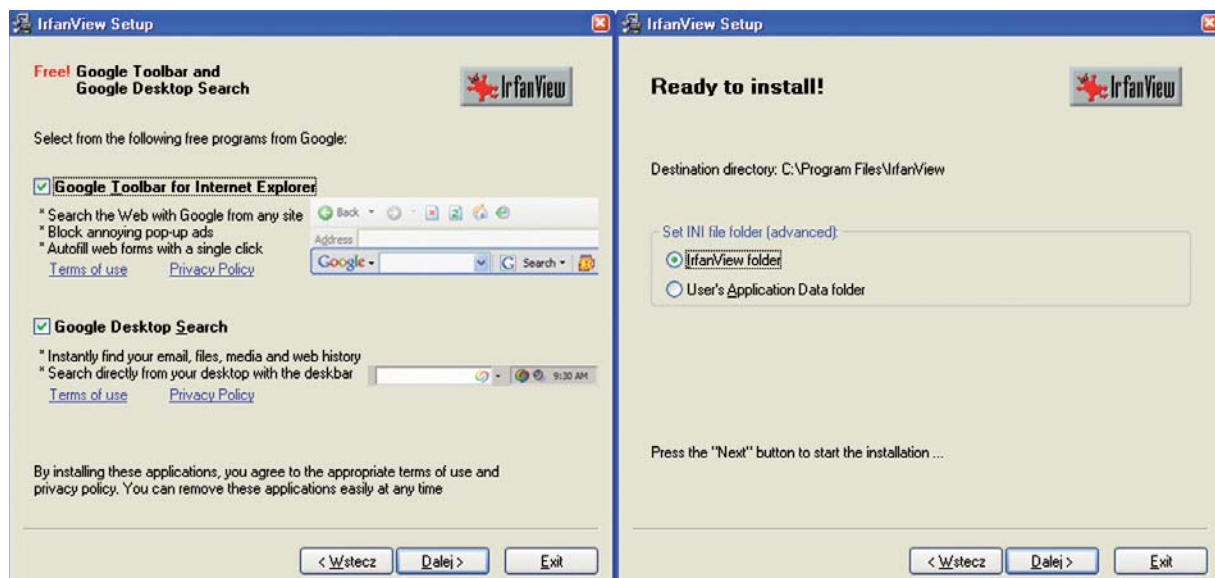 IrfanView Setup
Free! Google Toolbar and
Google Desktop Search
IrfanView
Select from the following free programs from Google:
Google Toolbar for Internet Explorer
* Search the Web with Google from any site
* Block annoying pop-up ads
* Autofill web forms with a single click
Terms of use Privacy Policy
Back
Address
Google Search
Google Desktop Search
* Instantly find your email, files, media and web history
* Search directly from your desktop with the deskbar
9:30 AM
Terms of use Privacy Policy
By installing these applications, you agree to the appropriate terms of use and
privacy policy. You can remove these applications easily at any time
< Wstecz Dalej > Exit
IrfanView Setup
Ready to install!
IrfanView
Destination directory: C:\Program Files\IrfanView
Set INI file folder (advanced):
IrfanView folder
User's Application Data folder
Press the "Next" button to start the installation ...
< Wstecz Dalej > Exit